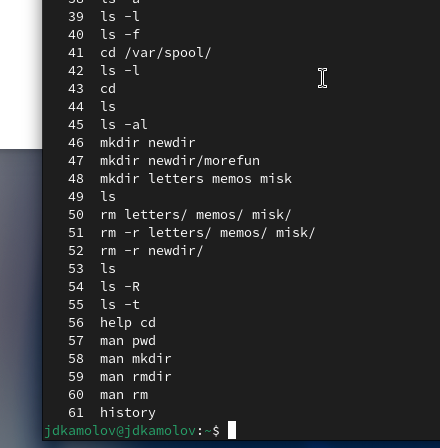 38 ls -a
39 ls -l
40 ls -f
41 cd /var/spool/
42 ls -l
43 cd
44 ls
45 ls -al
46 mkdir newdir
47 mkdir newdir/morefun
48 mkdir letters memos misk
49 ls
50 rm letters/ memos/ misk/
51 rm -r letters/ memos/ misk/
52 rm -r newdir/
53 ls
54 ls -R
55 ls -t
56 help cd
57 man pwd
58 man mkdir
59 man rmdir
60 man rm
61 history
jdkamolov@jdkamolov:~$